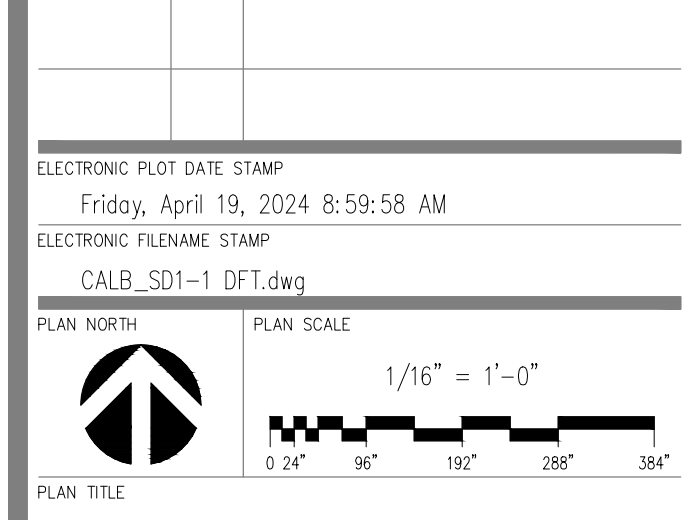 ELECTRONIC PLOT DATE STAMP
Friday, April 19, 2024 8:59:58 AM
ELECTRONIC FILENAME STAMP
CALB_SD1-1 DFT.dwg
PLAN NORTH
PLAN SCALE
1/16" = 1'-0"
0 24" 96" 192" 288" 384"
PLAN TITLE